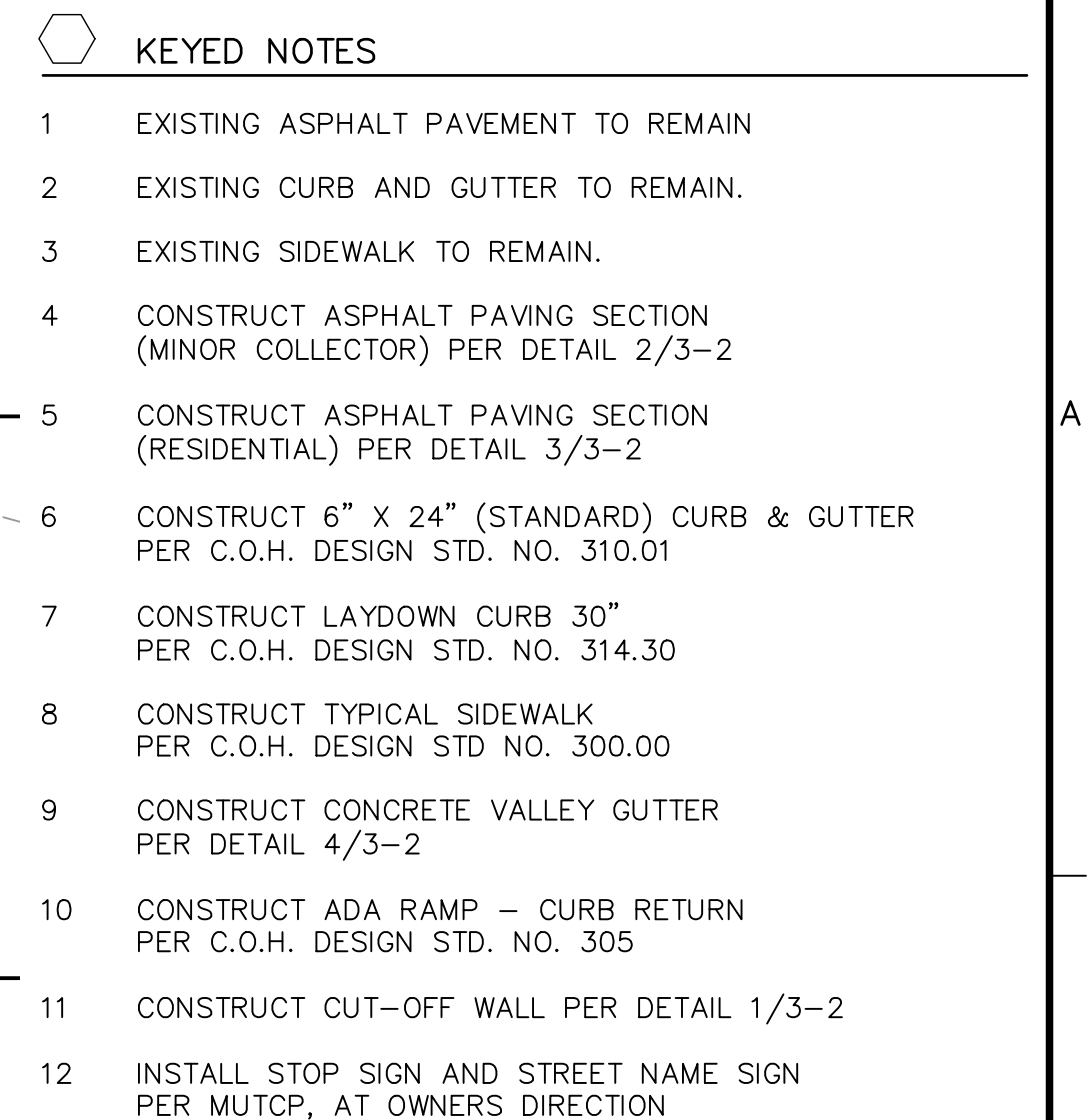 KEYED NOTES
1 EXISTING ASPHALT PAVEMENT TO REMAIN
2 EXISTING CURB AND GUTTER TO REMAIN.
3 EXISTING SIDEWALK TO REMAIN.
4 CONSTRUCT ASPHALT PAVING SECTION
(MINOR COLLECTOR) PER DETAIL 2/3–2
5 CONSTRUCT ASPHALT PAVING SECTION
(RESIDENTIAL) PER DETAIL 3/3–2
A
6 CONSTRUCT 6” X 24” (STANDARD) CURB & GUTTER
PER C.O.H. DESIGN STD. NO. 310.01
7 CONSTRUCT LAYDOWN CURB 30”
PER C.O.H. DESIGN STD. NO. 314.30
8 CONSTRUCT TYPICAL SIDEWALK
PER C.O.H. DESIGN STD NO. 300.00
9 CONSTRUCT CONCRETE VALLEY GUTTER
PER DETAIL 4/3–2
10 CONSTRUCT ADA RAMP – CURB RETURN
PER C.O.H. DESIGN STD. NO. 305
11 CONSTRUCT CUT–OFF WALL PER DETAIL 1/3–2
12 INSTALL STOP SIGN AND STREET NAME SIGN
PER MUTCP, AT OWNERS DIRECTION